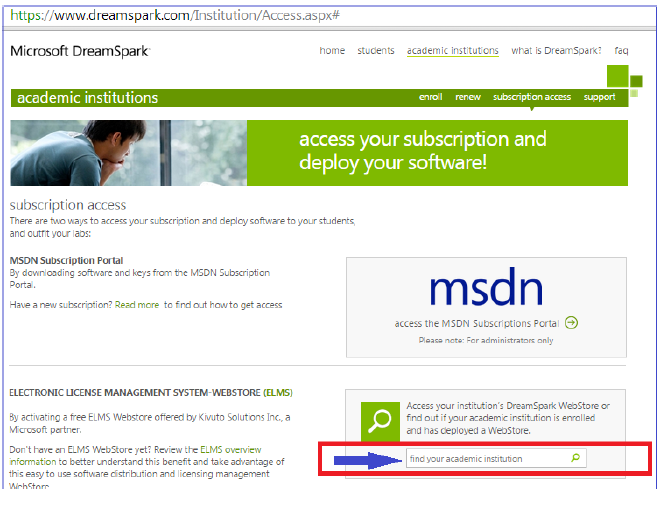 https://www.dreamspark.com/Institution/Access.aspx#
Microsoft DreamSpark
home students academic institutions what is DreamSpark? faq
academic institutions
enroll renew subscription access support
access your subscription and
deploy your software!
subscription access
There are two ways to access your subscription and deploy software to your students,
and outfit your labs:
MSDN Subscription Portal
By downloading software and keys from the MSDN Subscription
Portal.
Have a new subscription? Read more to find out how to get access
msdn
access the MSDN Subscriptions Portal
Please note: For administrators only
ELECTRONIC LICENSE MANAGEMENT SYSTEM-WEBSTORE (ELMS)
By activating a free ELMS Webstore offered by Kivuto Solutions Inc., a
Microsoft partner.
Don't have an ELMS WebStore yet? Review the ELMS overview
information to better understand this benefit and take advantage of
this easy to use software distribution and licensing management
WebStore
Access your institution's DreamSpark WebStore or
find out if your academic institution is enrolled
and has deployed a WebStore.
find your academic institution